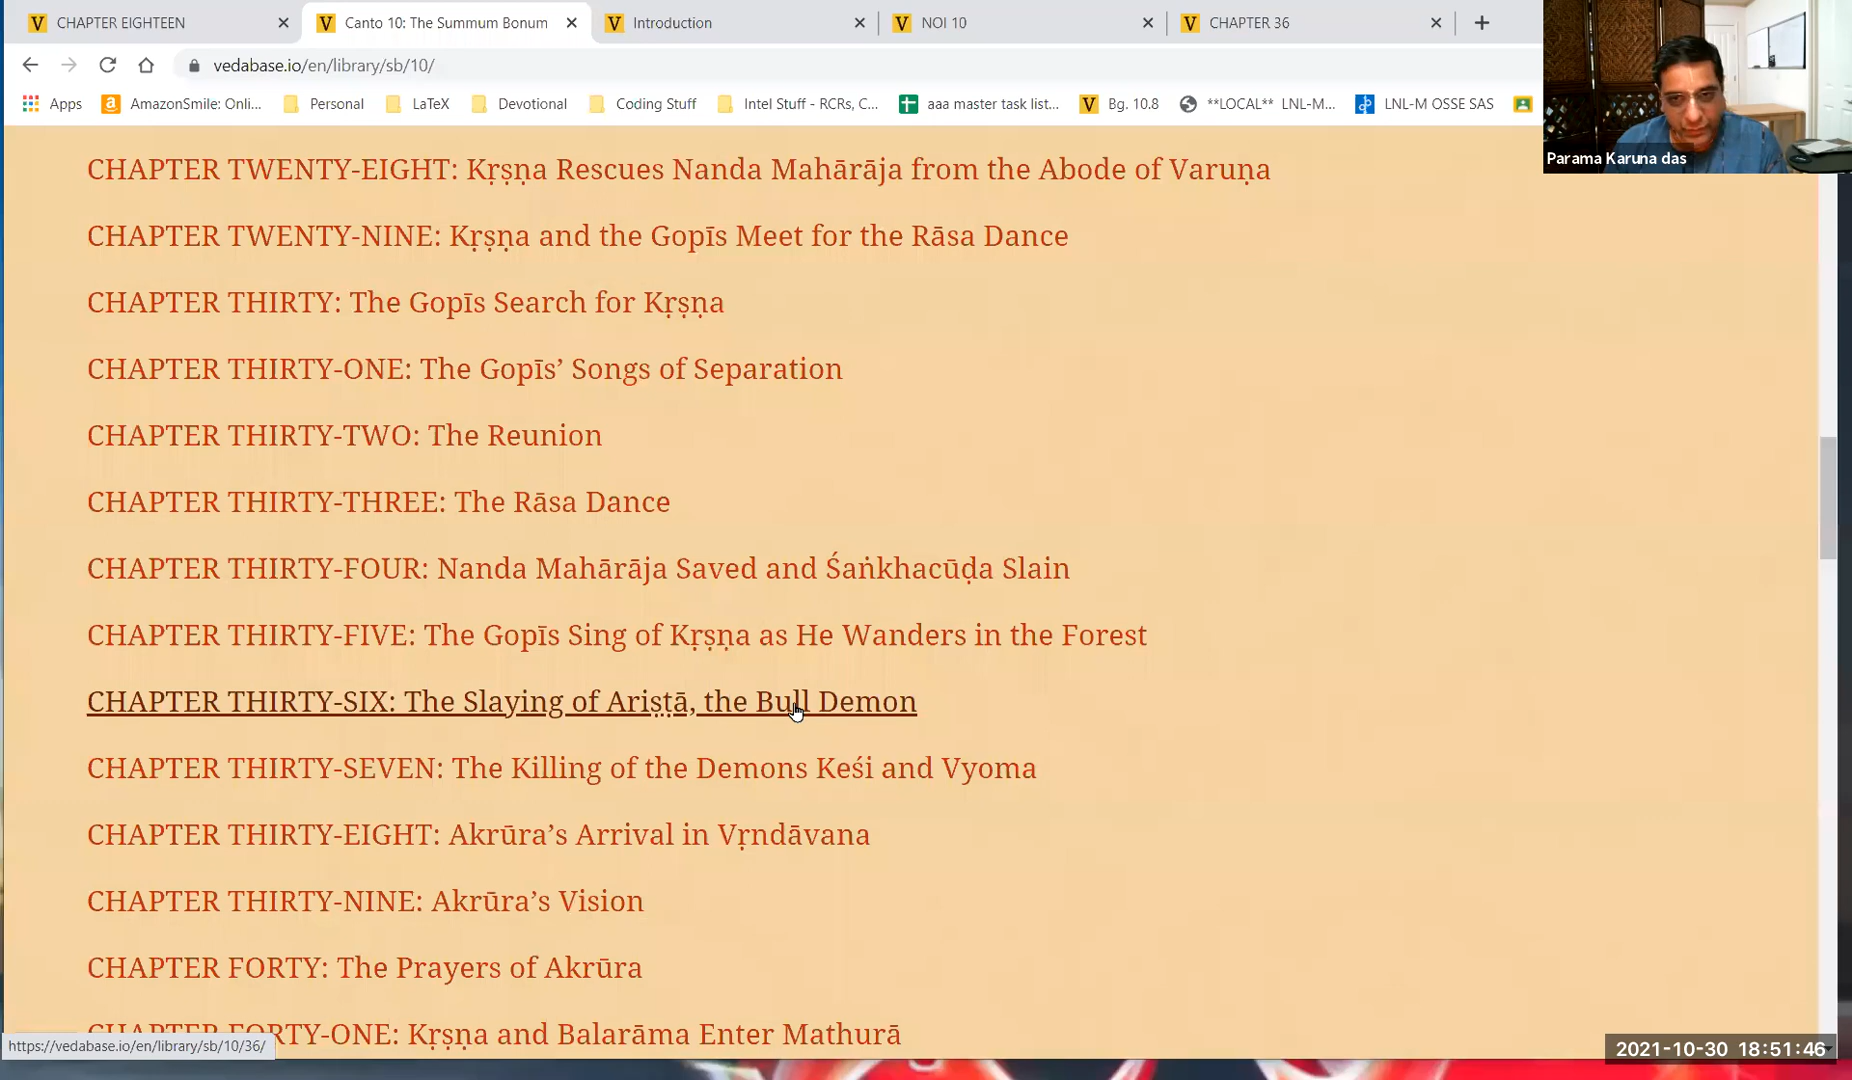 CHAPTER EIGHTEEN
Canto 10: The Summum Bonum
Introduction
NOI 10
CHAPTER 36
vedabase.io/en/library/sb/10/
Apps
AmazonSmile: Onli...
Personal
LaTeX
Devotional
Coding Stuff
Intel Stuff - RCRs, C...
aaa master task list...
Bg. 10.8
**LOCAL** LNL-M...
LNL-M OSSE SAS
Parama Karuna das
CHAPTER TWENTY-EIGHT: Kṛṣṇa Rescues Nanda Mahārāja from the Abode of Varuṇa
CHAPTER TWENTY-NINE: Kṛṣṇa and the Gopīs Meet for the Rāsa Dance
CHAPTER THIRTY: The Gopīs Search for Kṛṣṇa
CHAPTER THIRTY-ONE: The Gopīs’ Songs of Separation
CHAPTER THIRTY-TWO: The Reunion
CHAPTER THIRTY-THREE: The Rāsa Dance
CHAPTER THIRTY-FOUR: Nanda Mahārāja Saved and Śaṅkhacūḍa Slain
CHAPTER THIRTY-FIVE: The Gopīs Sing of Kṛṣṇa as He Wanders in the Forest
CHAPTER THIRTY-SIX: The Slaying of Ariṣṭā, the Bull Demon
CHAPTER THIRTY-SEVEN: The Killing of the Demons Keśi and Vyoma
CHAPTER THIRTY-EIGHT: Akrūra’s Arrival in Vṛndāvana
CHAPTER THIRTY-NINE: Akrūra’s Vision
CHAPTER FORTY: The Prayers of Akrūra
CHAPTER FORTY-ONE: Kṛṣṇa and Balarāma Enter Mathurā
https://vedabase.io/en/library/sb/10/36/
2021-10-30 18:51:46